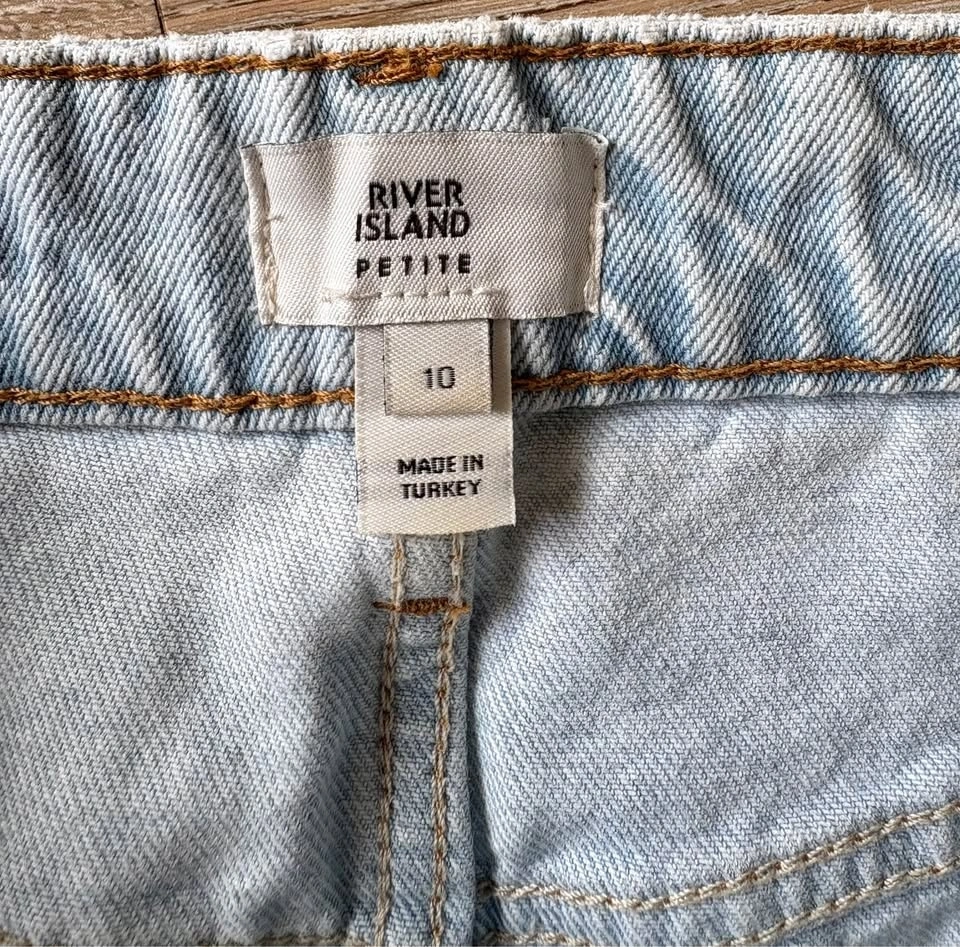 RIVER
ISLAND
PETITE
10
MADE IN
TURKEY